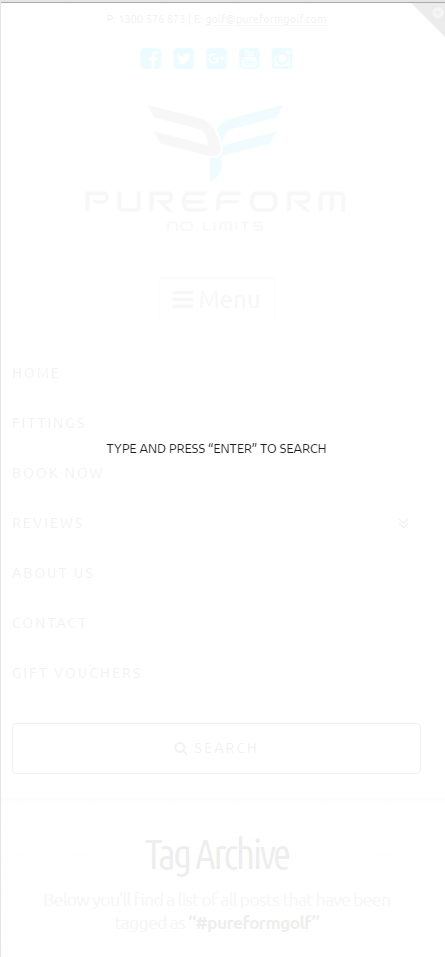 P: 1300 576 873 | E: golf@pureformgolf.com
PUREFORM
NO LIMITS
Menu
HOME
FITTINGS
TYPE AND PRESS “ENTER” TO SEARCH
BOOK NOW
REVIEWS
ABOUT US
CONTACT
GIFT VOUCHERS
SEARCH
Tag Archive
Below you'll find a list of all posts that have been
tagged as “#pureformgolf”